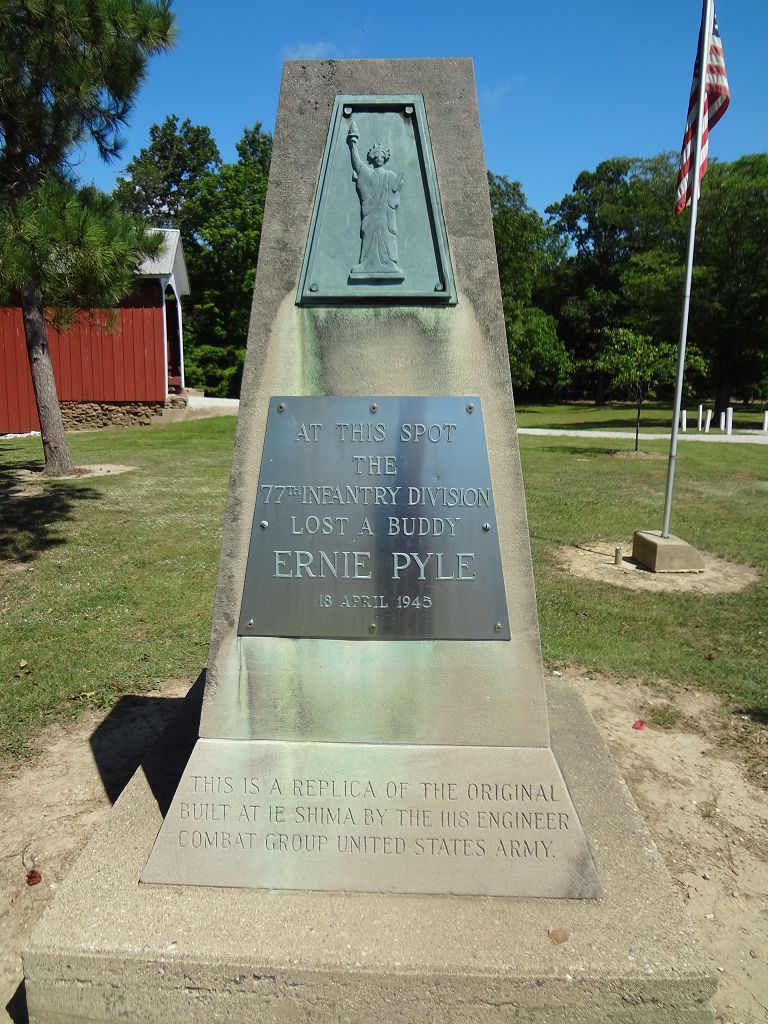 AT THIS SPOT
THE
77TH INFANTRY DIVISION
LOST A BUDDY
ERNIE PYLE
18 APRIL 1945
THIS IS A REPLICA OF THE ORIGINAL
BUILT AT IE SHIMA BY THE 1118 ENGINEER
COMBAT GROUP UNITED STATES ARMY.